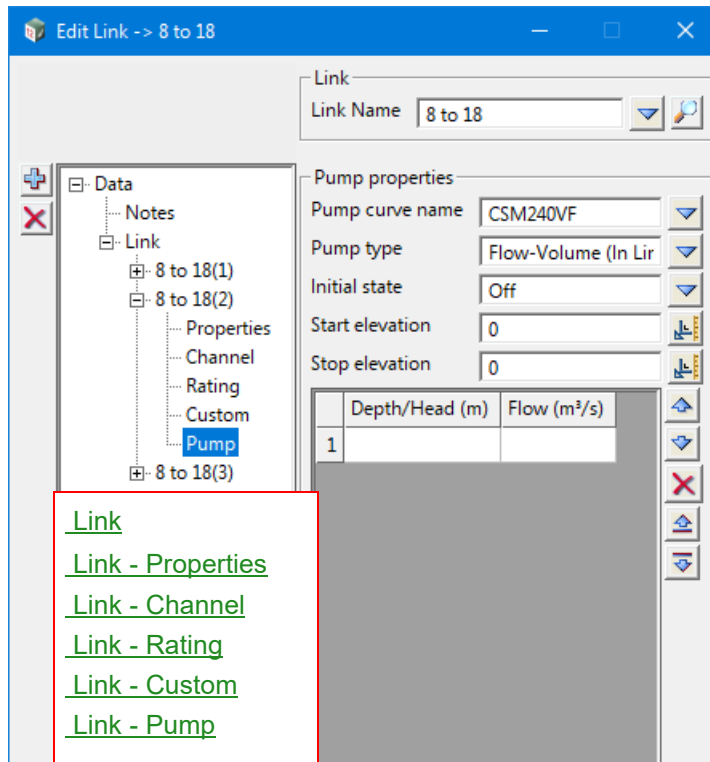 Edit Link -> 8 to 18
Link
Link Name 8 to 18
Data
Notes
Link
8 to 18(1)
8 to 18(2)
Properties
Channel
Rating
Custom
Pump
8 to 18(3)
Pump properties
Pump curve name CSM240VF
Pump type Flow-Volume (In Lir
Initial state Off
Start elevation 0
Stop elevation 0
Depth/Head (m) Flow (m³/s)
1
Link
Link - Properties
Link - Channel
Link - Rating
Link - Custom
Link - Pump